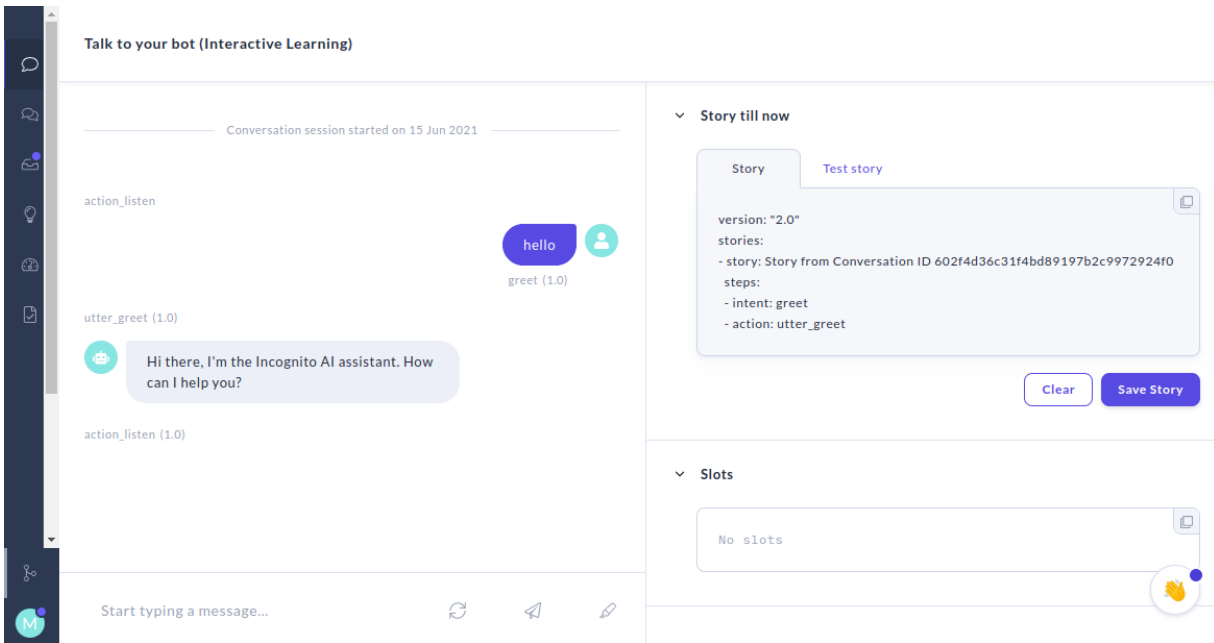 Talk to your bot (Interactive Learning)
Conversation session started on 15 Jun 2021
action_listen
hello
greet (1.0)
utter_greet (1.0)
Hi there, I'm the Incognito AI assistant. How
can I help you?
action_listen (1.0)
Start typing a message...
M
Story till now
Story
Test story
version: "2.0"
stories:
- story: Story from Conversation ID 602f4d36c31f4bd89197b2c9972924f0
steps:
- intent: greet
- action: utter_greet
Clear
Save Story
Slots
No slots